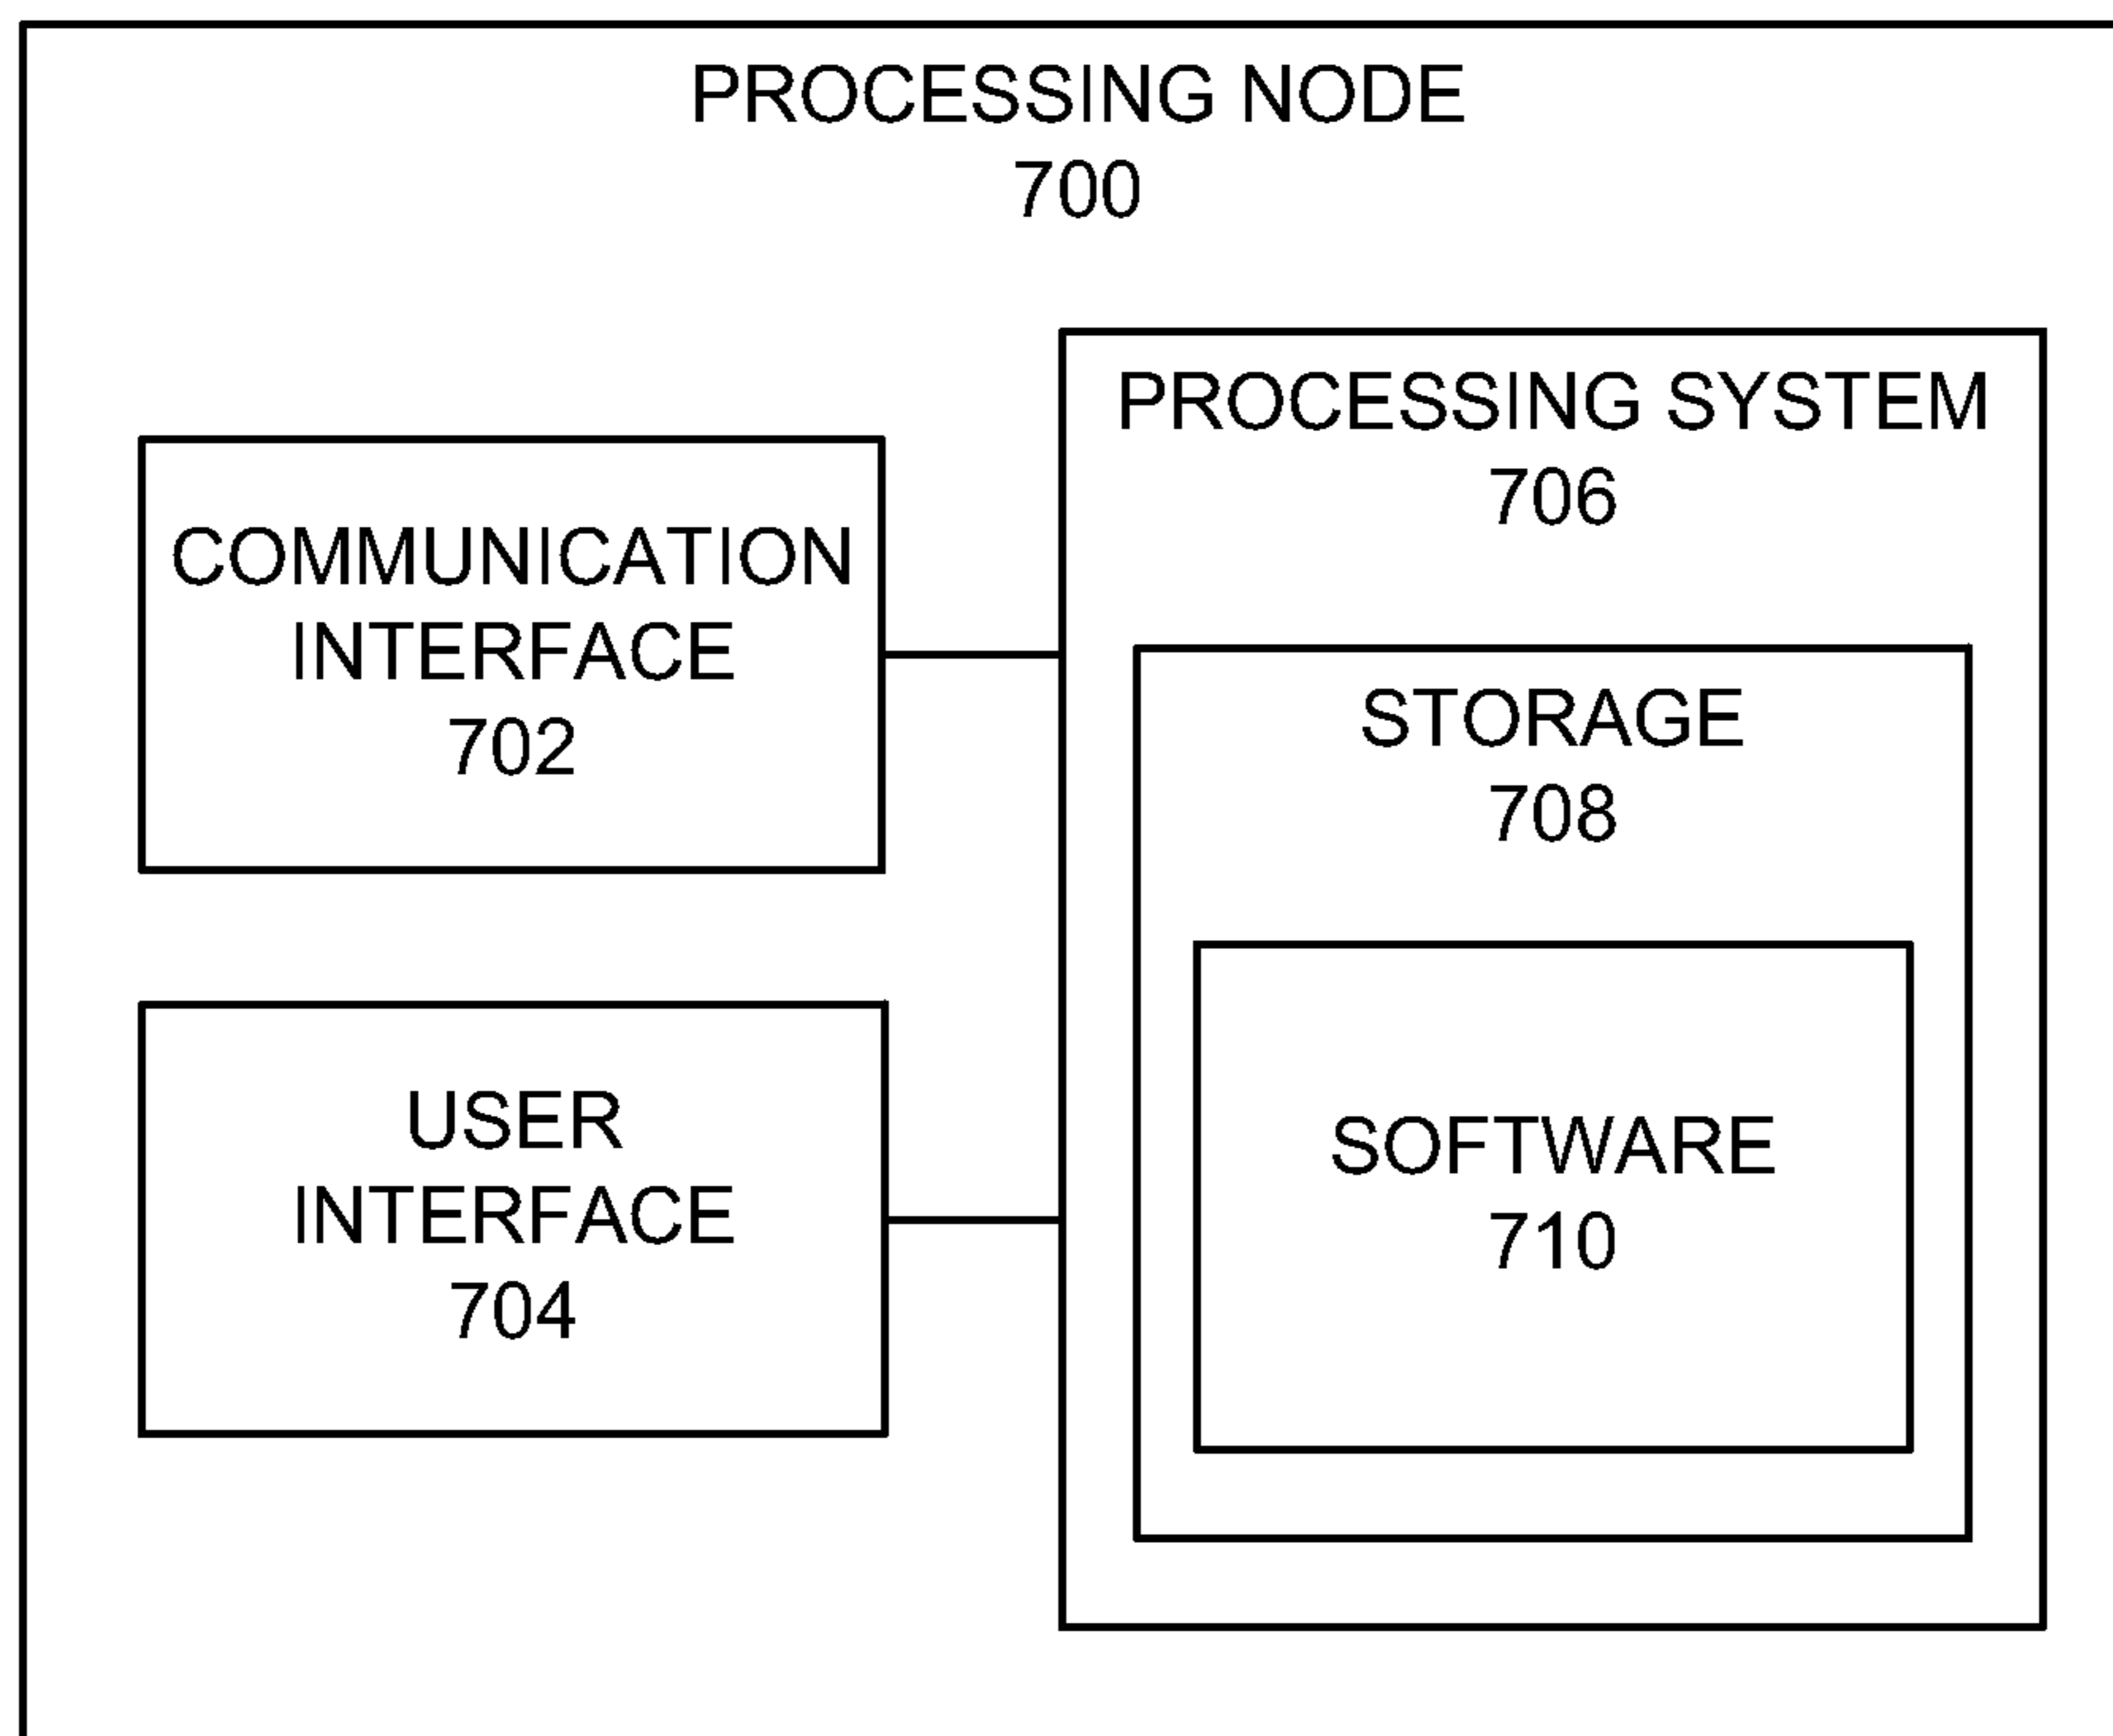 PROCESSING NODE
700
PROCESSING SYSTEM
706
COMMUNICATION
INTERFACE
702
STORAGE
708
USER
INTERFACE
704
SOFTWARE
710